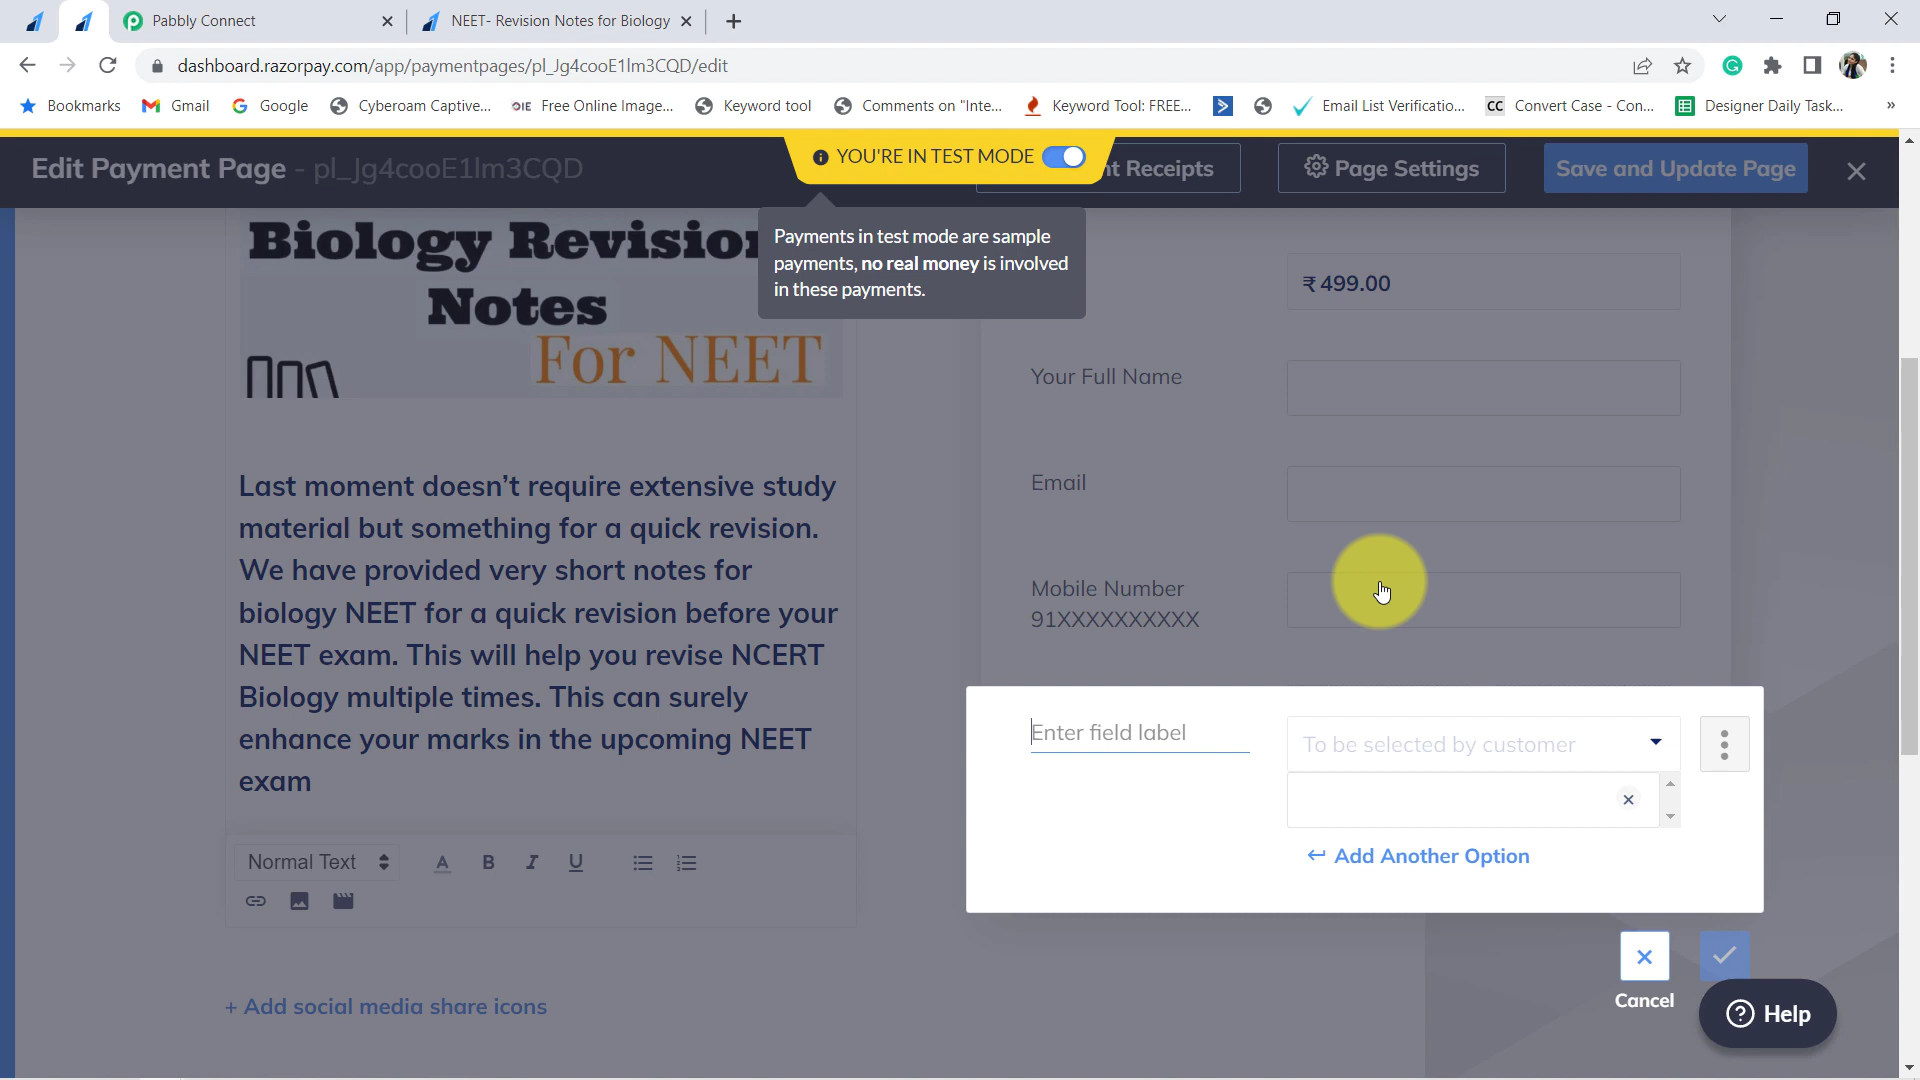 Pabbly Connect
NEET- Revision Notes for Biology
dashboard.razorpay.com/app/paymentpages/pl_Jg4cooE1lm3CQD/edit
Bookmarks
Gmail
Google
Cyberoam Captive...
OIE Free Online Image...
Keyword tool
Comments on "Inte...
Keyword Tool: FREE...
Email List Verificatio...
CC Convert Case - Con...
Designer Daily Task...
»
Edit Payment Page - pl_Jg4cooE1lm3CQD
YOU'RE IN TEST MODE
nt Receipts
Page Settings
Save and Update Page
Payments in test mode are sample
payments, no real money is involved
in these payments.
Biology Revision
Notes
For NEET
Last moment doesn't require extensive study
material but something for a quick revision.
We have provided very short notes for
biology NEET for a quick revision before your
NEET exam. This will help you revise NCERT
Biology multiple times. This can surely
enhance your marks in the upcoming NEET
exam
Normal Text
A B I U
+ Add social media share icons
₹ 499.00
Your Full Name
Email
Mobile Number
91XXXXXXXXXX
Enter field label
To be selected by customer
Add Another Option
Cancel
Help